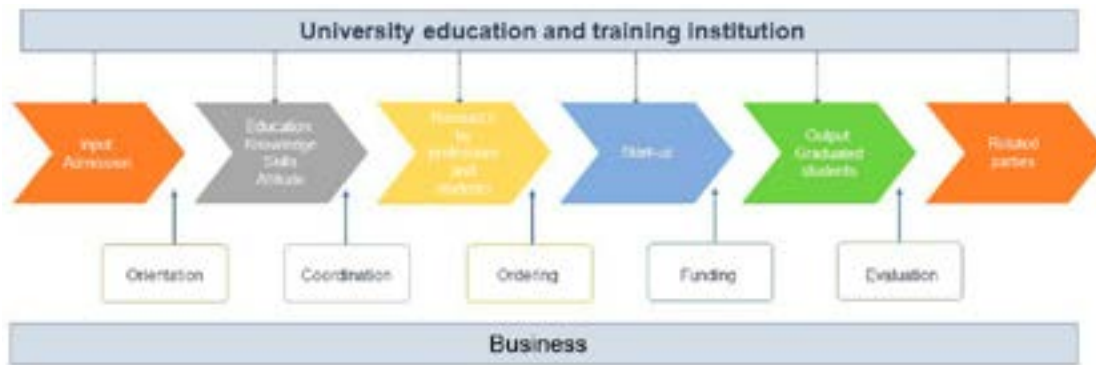 University education and training institution
Input
Admission
Education
Knowledge
Skills
Attitude
Research
by
professors
and
students
Start-up
Output
Graduated
students
Related
parties
Orientation
Coordination
Ordering
Funding
Evaluation
Business